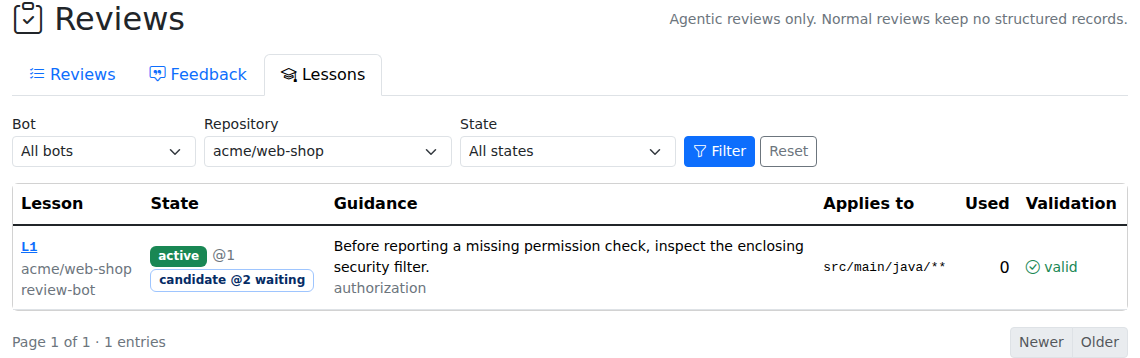 Reviews
Agentic reviews only. Normal reviews keep no structured records.
Reviews Feedback Lessons
Bot Repository State
All bots acme/web-shop All states Filter Reset
Lesson State Guidance Applies to Used Validation
L1
acme/web-shop
review-bot
active @1
candidate @2 waiting
Before reporting a missing permission check, inspect the enclosing
security filter.
authorization
src/main/java/**
0
valid
Page 1 of 1 · 1 entries
Newer Older